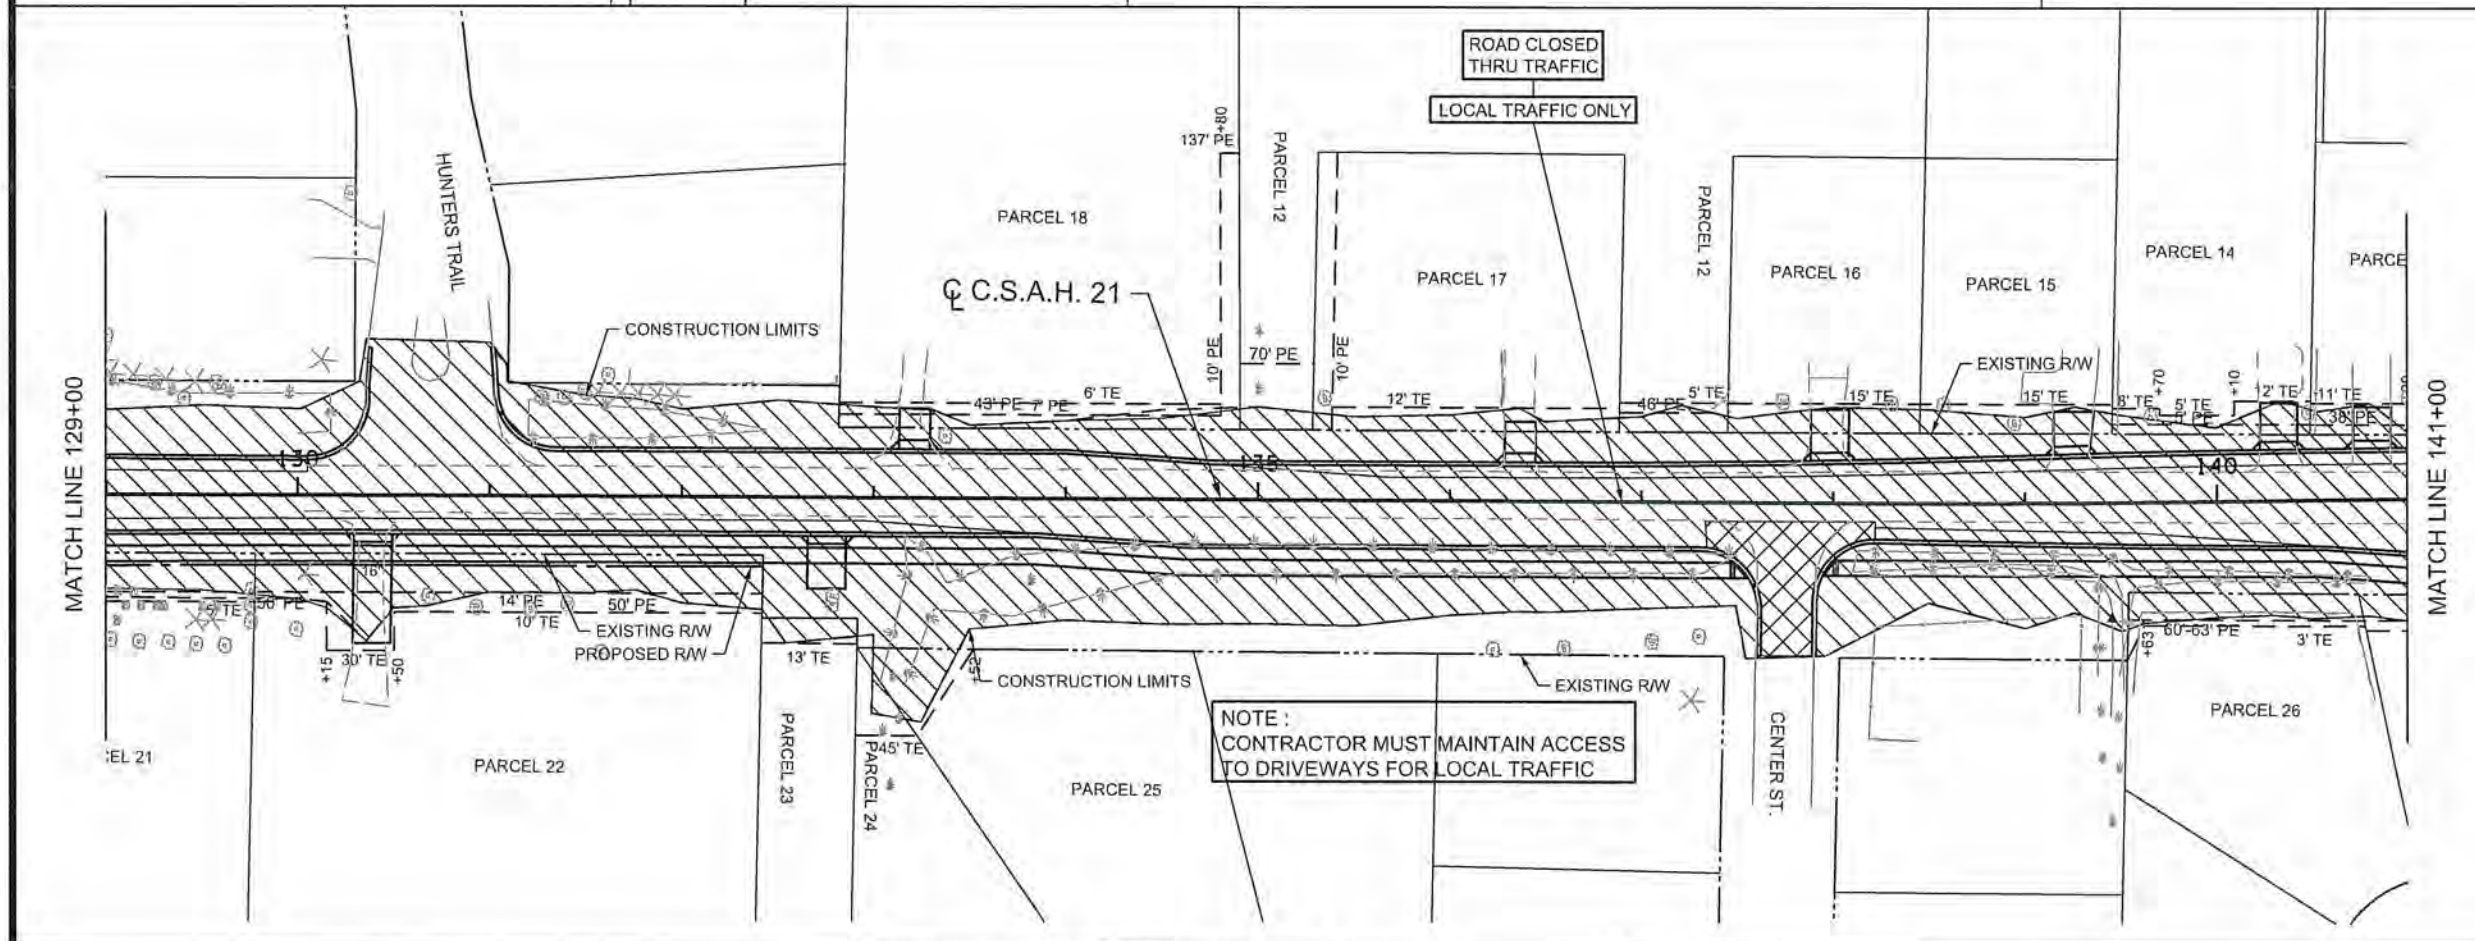 ROAD CLOSED
THRU TRAFFIC
LOCAL TRAFFIC ONLY
08+
137' PE
PARCEL 12
HUNTERS TRAIL
PARCEL 18
PARCEL 12
PARCEL 17
PARCEL 16
PARCEL 15
PARCEL 14
PARCE
℄ C.S.A.H. 21
CONSTRUCTION LIMITS
10' PE
70' PE
10' PE
EXISTING R/W
+70
+10
43' PE
7' PE
6' TE
12' TE
46' PE
5' TE
15' TE
15' TE
8' TE
5' TE
5' PE
2' TE
11' TE
38' PE
MATCH LINE 129+00
MATCH LINE 141+00
130
135
140
16'
5' TE
50' PE
14' PE
10' TE
50' PE
EXISTING R/W
PROPOSED R/W
+15
30' TE
+50
13' TE
+52
CONSTRUCTION LIMITS
EXISTING R/W
60'-63' PE
3' TE
+63
NOTE :
CONTRACTOR MUST MAINTAIN ACCESS
TO DRIVEWAYS FOR LOCAL TRAFFIC
CEL 21
PARCEL 22
PARCEL 23
PARCEL 24
45' TE
PARCEL 25
CENTER ST.
PARCEL 26